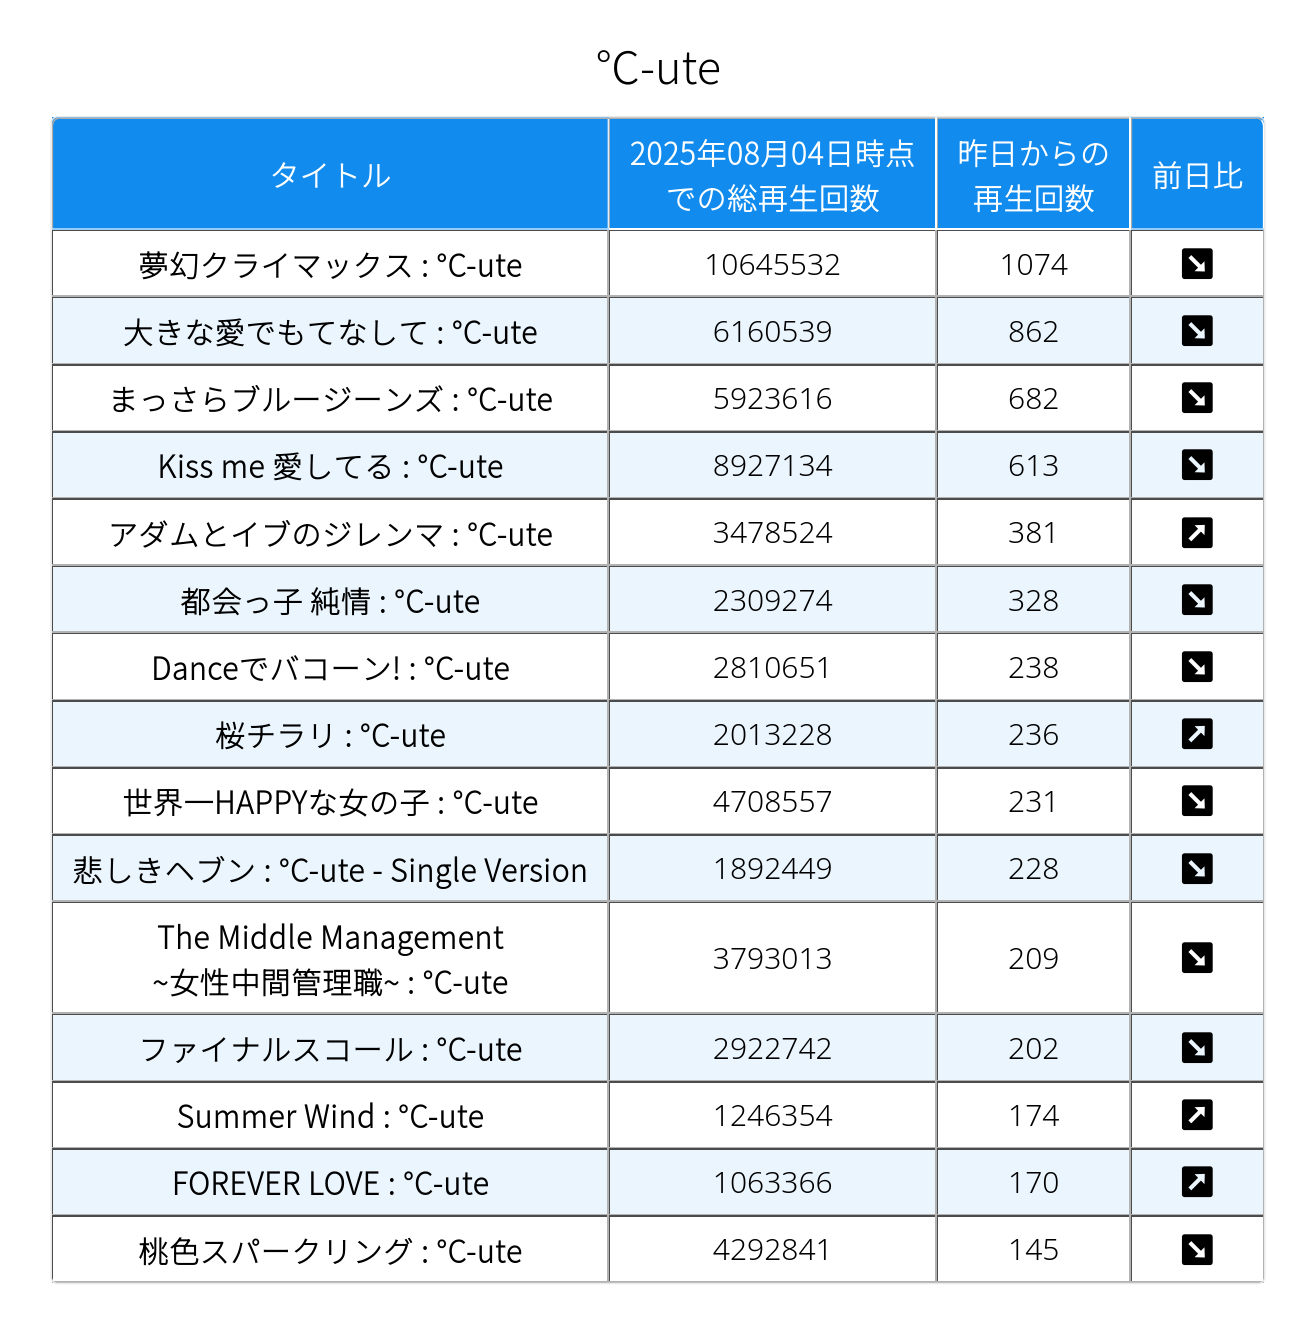 ℃-ute
タイトル
2025年08月04日時点
での総再生回数
昨日からの
再生回数
前日比
夢幻クライマックス : ℃-ute
10645532
1074
大きな愛でもてなして : ℃-ute
6160539
862
まっさらブルージーンズ : ℃-ute
5923616
682
Kiss me 愛してる : ℃-ute
8927134
613
アダムとイブのジレンマ : ℃-ute
3478524
381
都会っ子 純情 : ℃-ute
2309274
328
Danceでバコーン! : ℃-ute
2810651
238
桜チラリ : ℃-ute
2013228
236
世界一HAPPYな女の子 : ℃-ute
4708557
231
悲しきヘブン : ℃-ute - Single Version
1892449
228
The Middle Management
~女性中間管理職~ : ℃-ute
3793013
209
ファイナルスコール : ℃-ute
2922742
202
Summer Wind : ℃-ute
1246354
174
FOREVER LOVE : ℃-ute
1063366
170
桃色スパークリング : ℃-ute
4292841
145